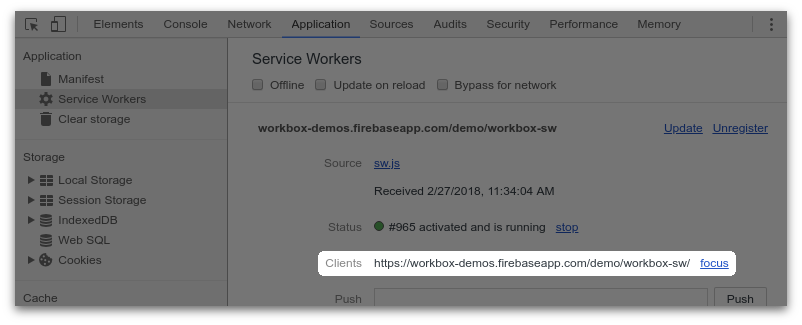 Elements Console Network Application Sources Audits Security Performance Memory
Application
Manifest
Service Workers
Clear storage
Storage
Local Storage
Session Storage
IndexedDB
Web SQL
Cookies
Cache
Service Workers
Offline Update on reload Bypass for network
workbox-demos.firebaseapp.com/demo/workbox-sw Update Unregister
Source sw.js
Received 2/27/2018, 11:34:04 AM
Status #965 activated and is running stop
Clients https://workbox-demos.firebaseapp.com/demo/workbox-sw/ focus
Push Push